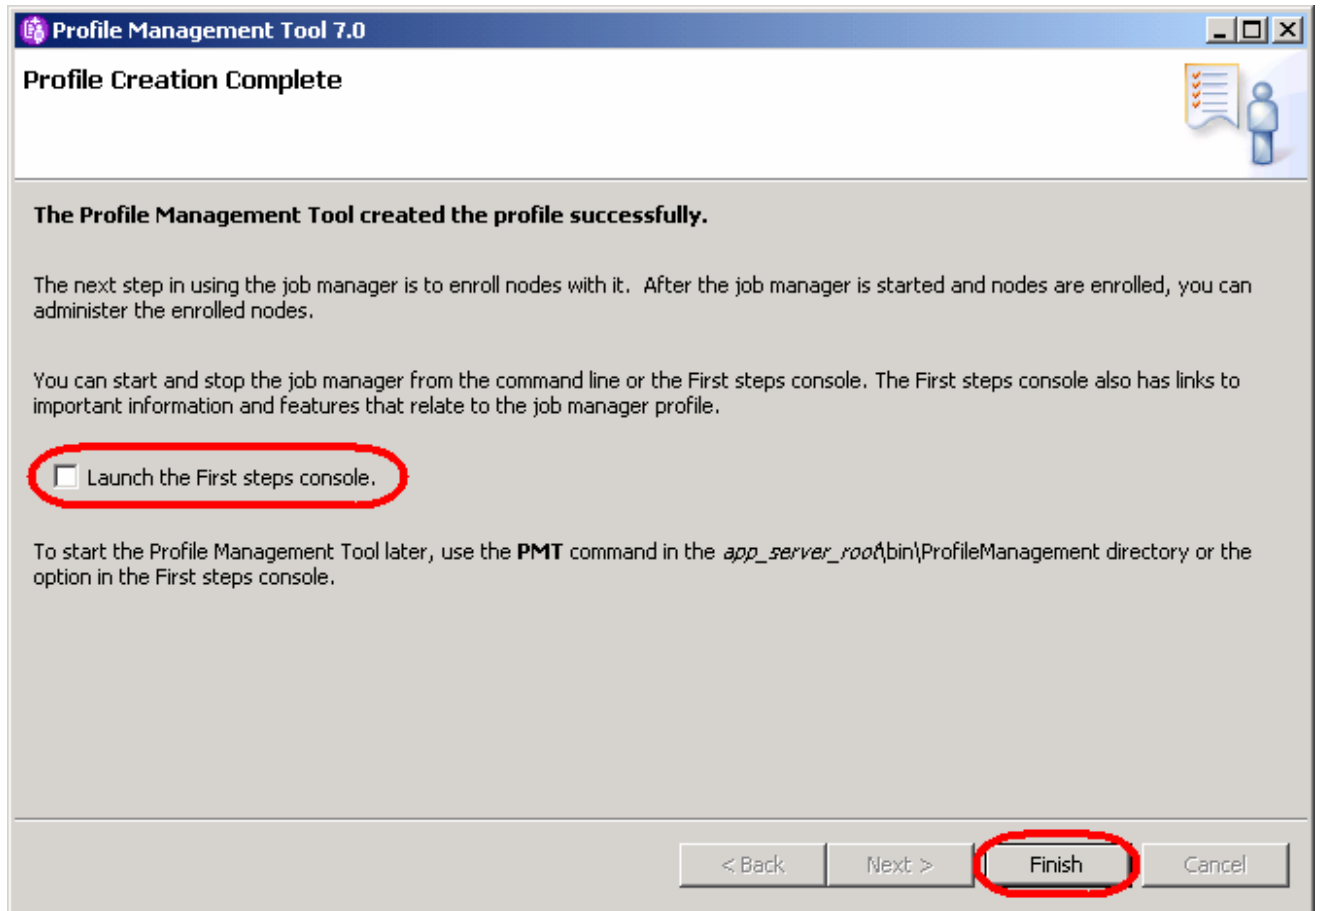 Profile Management Tool 7.0
Profile Creation Complete
The Profile Management Tool created the profile successfully.
The next step in using the job manager is to enroll nodes with it. After the job manager is started and nodes are enrolled, you can
administer the enrolled nodes.
You can start and stop the job manager from the command line or the First steps console. The First steps console also has links to
important information and features that relate to the job manager profile.
Launch the First steps console.
To start the Profile Management Tool later, use the PMT command in the app_server_root\bin\ProfileManagement directory or the
option in the First steps console.
< Back Next > Finish Cancel